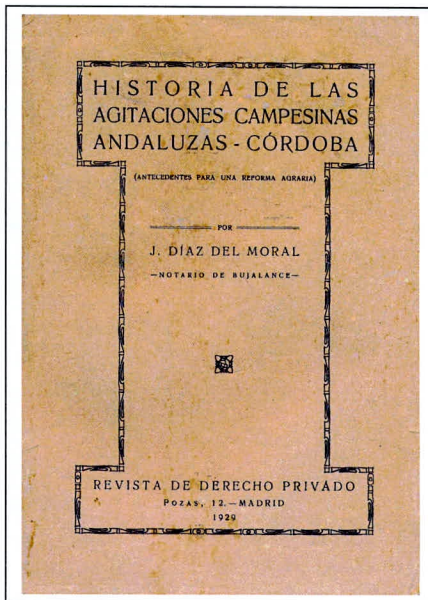 HISTORIA DE LAS
AGITACIONES CAMPESINAS
ANDALUZAS - CÓRDOBA
(ANTECEDENTES PARA UNA REFORMA AGRARIA)
POR
J. DÍAZ DEL MORAL
—NOTARIO DE BUJALANCE—
REVISTA DE DERECHO PRIVADO
POZAS, 12.—MADRID
1929